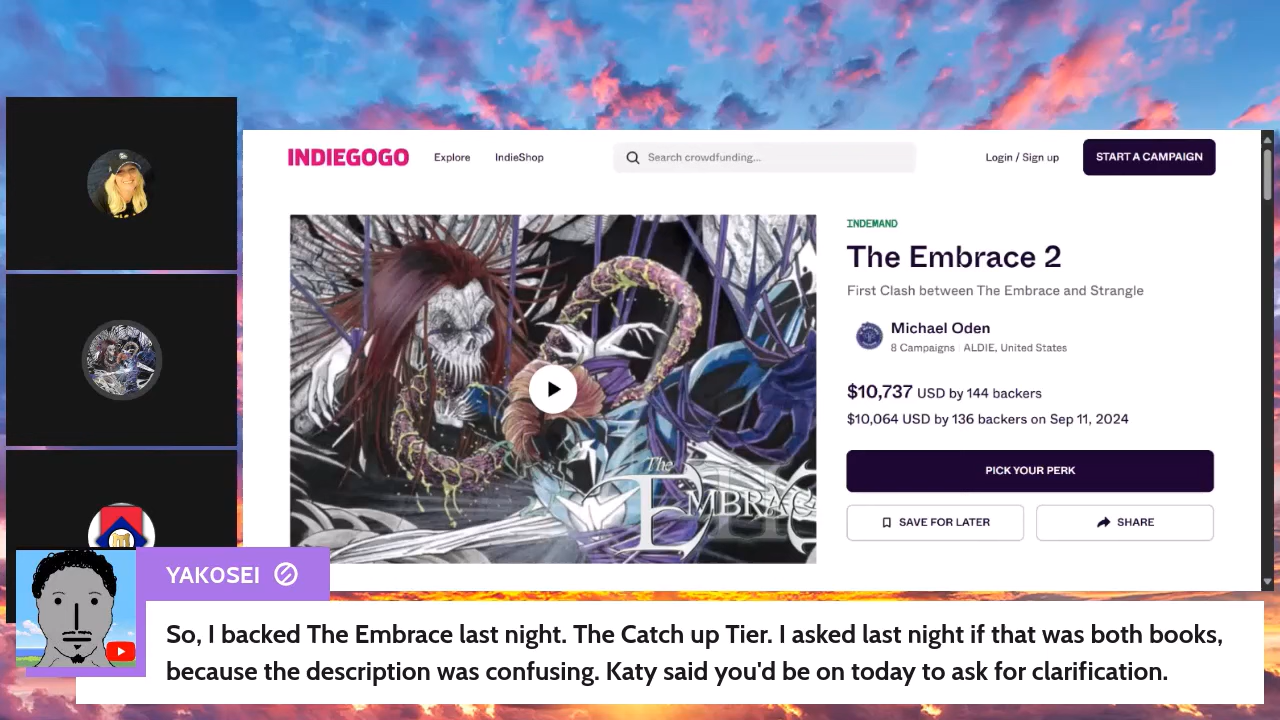 INDIEGOGO Explore IndieShop Search crowdfunding... Login / Sign up START A CAMPAIGN
INDEMAND
The Embrace 2
First Clash between The Embrace and Strangle
Michael Oden
8 Campaigns | ALDIE, United States
$10,737 USD by 144 backers
$10,064 USD by 136 backers on Sep 11, 2024
PICK YOUR PERK
SAVE FOR LATER SHARE
The
EMBRAC
YAKOSEI
So, I backed The Embrace last night. The Catch up Tier. I asked last night if that was both books,
because the description was confusing. Katy said you'd be on today to ask for clarification.